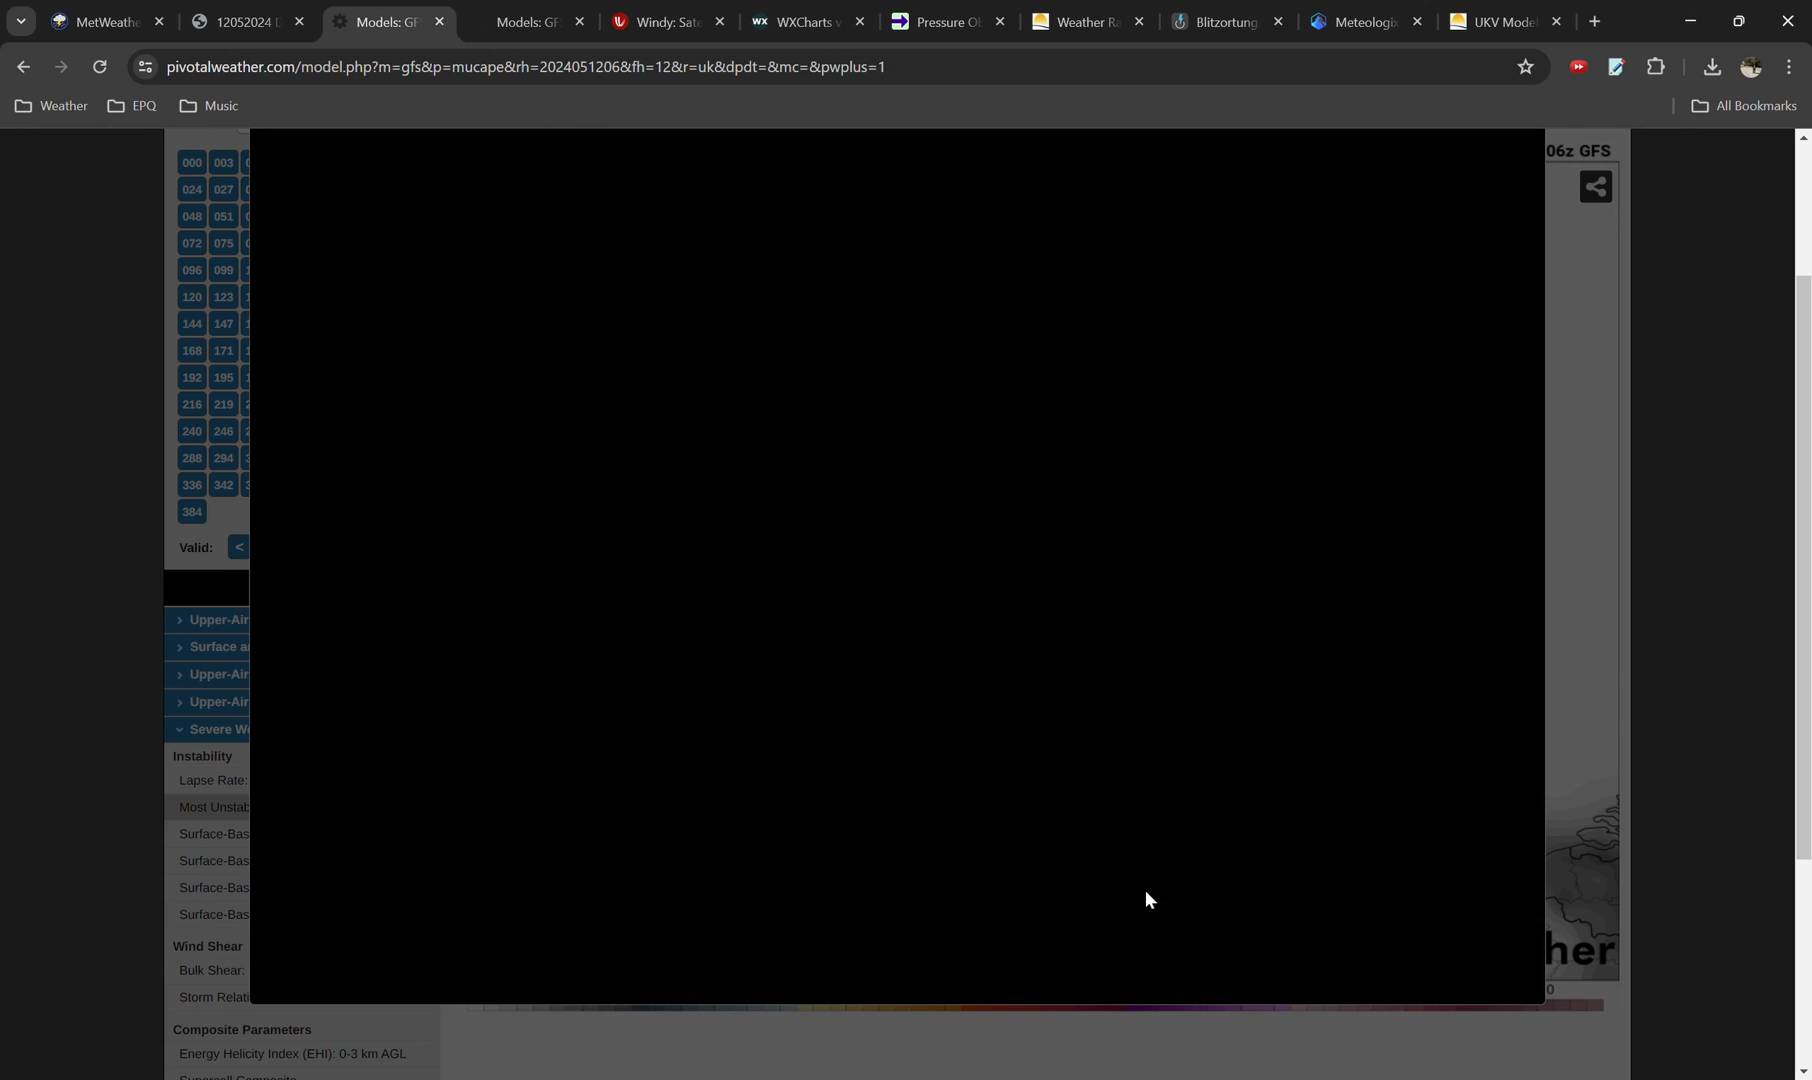 MetWeathe
12052024 D
Models: GF
Models: GF
Windy: Sate
WX WXCharts v
Pressure Ob
Weather Ra
Blitzortung
Meteologix
UKV Model
pivotalweather.com/model.php?m=gfs&p=mucape&rh=2024051206&fh=12&r=uk&dpdt=&mc=&pwplus=1
Weather EPQ Music All Bookmarks
06z GFS
000 003
024 027
048 051
072 075
096 099
120 123
144 147
168 171
192 195
216 219
240 246
288 294
336 342
384
Valid: <
Upper-Air
Surface a
Upper-Air
Upper-Air
Severe We
Instability
Lapse Rate:
Most Unstab
Surface-Bas
Surface-Bas
Surface-Bas
Surface-Bas
Wind Shear
her
Bulk Shear:
0
Storm Relati
Composite Parameters
Energy Helicity Index (EHI): 0-3 km AGL